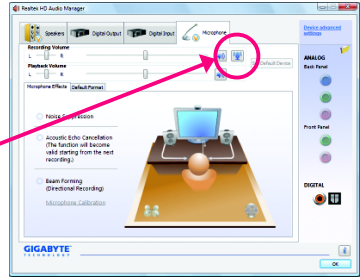 Realtek HD Audio Manager
Speakers
Digital Output
Digital Input
Microphone
Device advanced
settings
Recording Volume
L
R
Default Device
Playback Volume
L
R
Microphone Effects
Default Format
Noise Suppression
Acoustic Echo Cancellation
(The function will become
valid starting from the next
recording.)
Beam Forming
(Directional Recording)
Microphone Calibration
ANALOG
Back Panel
Front Panel
DIGITAL
GIGABYTE
TECHNOLOGY
i
OK